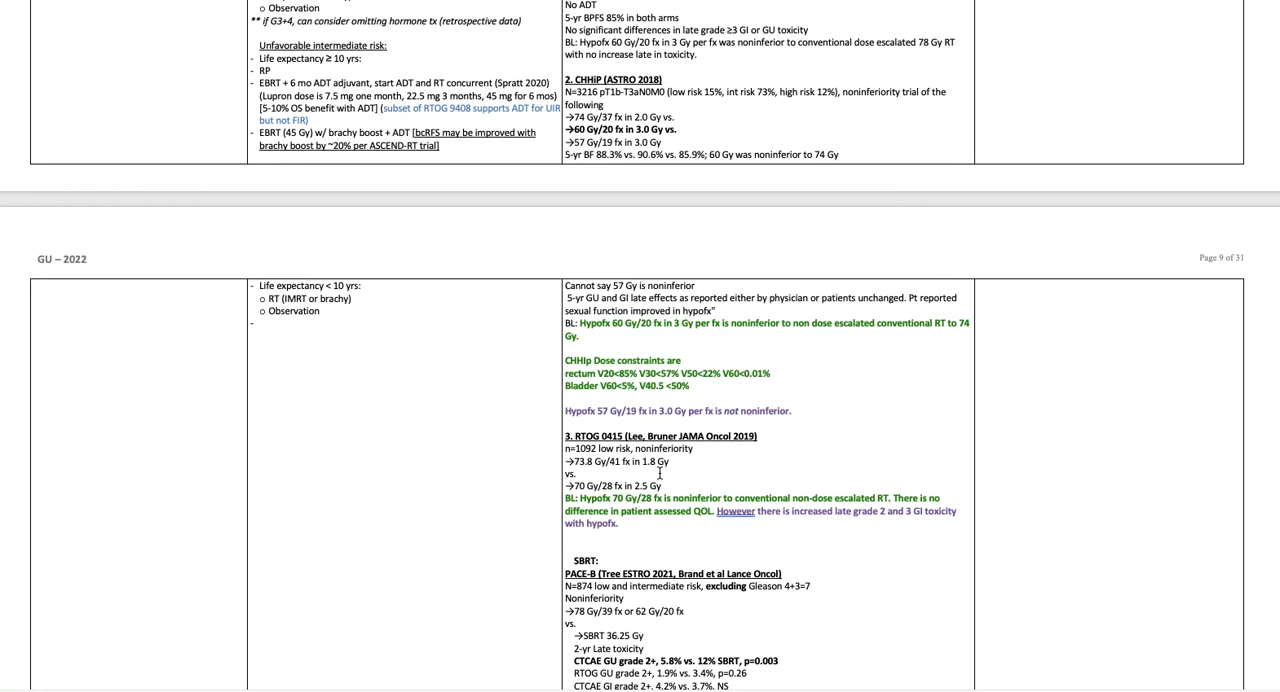 o Observation
** if G3+4, can consider omitting hormone tx (retrospective data)
Unfavorable intermediate risk:
- Life expectancy ≥ 10 yrs:
- RP
- EBRT + 6 mo ADT adjuvant, start ADT and RT concurrent (Spratt 2020)
(Lupron dose is 7.5 mg one month, 22.5 mg 3 months, 45 mg for 6 mos)
[5-10% OS benefit with ADT] (subset of RTOG 9408 supports ADT for UIR
but not FIR)
- EBRT (45 Gy) w/ brachy boost + ADT [bcRFS may be improved with
brachy boost by ~20% per ASCEND-RT trial]
No ADT
5-yr BPFS 85% in both arms
No significant differences in late grade ≥3 GI or GU toxicity
BL: Hypofx 60 Gy/20 fx in 3 Gy per fx was noninferior to conventional dose escalated 78 Gy RT
with no increase late in toxicity.
2. CHHiP (ASTRO 2018)
N=3216 pT1b-T3aN0M0 (low risk 15%, int risk 73%, high risk 12%), noninferiority trial of the
following
→74 Gy/37 fx in 2.0 Gy vs.
→60 Gy/20 fx in 3.0 Gy vs.
→57 Gy/19 fx in 3.0 Gy
5-yr BF 88.3% vs. 90.6% vs. 85.9%; 60 Gy was noninferior to 74 Gy
GU – 2022
Page 9 of 31
- Life expectancy < 10 yrs:
o RT (IMRT or brachy)
o Observation
-
Cannot say 57 Gy is noninferior
5-yr GU and GI late effects as reported either by physician or patients unchanged. Pt reported
sexual function improved in hypofx"
BL: Hypofx 60 Gy/20 fx in 3 Gy per fx is noninferior to non dose escalated conventional RT to 74
Gy.
CHHIp Dose constraints are
rectum V20<85% V30<57% V50<22% V60<0.01%
Bladder V60<5%, V40.5 <50%
Hypofx 57 Gy/19 fx in 3.0 Gy per fx is not noninferior.
3. RTOG 0415 (Lee, Bruner JAMA Oncol 2019)
n=1092 low risk, noninferiority
→73.8 Gy/41 fx in 1.8 Gy
vs.
→70 Gy/28 fx in 2.5 Gy
BL: Hypofx 70 Gy/28 fx is noninferior to conventional non-dose escalated RT. There is no
difference in patient assessed QOL. However there is increased late grade 2 and 3 GI toxicity
with hypofx.
SBRT:
PACE-B (Tree ESTRO 2021, Brand et al Lance Oncol)
N=874 low and intermediate risk, excluding Gleason 4+3=7
Noninferiority
→78 Gy/39 fx or 62 Gy/20 fx
vs.
→SBRT 36.25 Gy
2-yr Late toxicity
CTCAE GU grade 2+, 5.8% vs. 12% SBRT, p=0.003
RTOG GU grade 2+, 1.9% vs. 3.4%, p=0.26
CTCAE GI grade 2+, 4.2% vs. 3.7%, NS